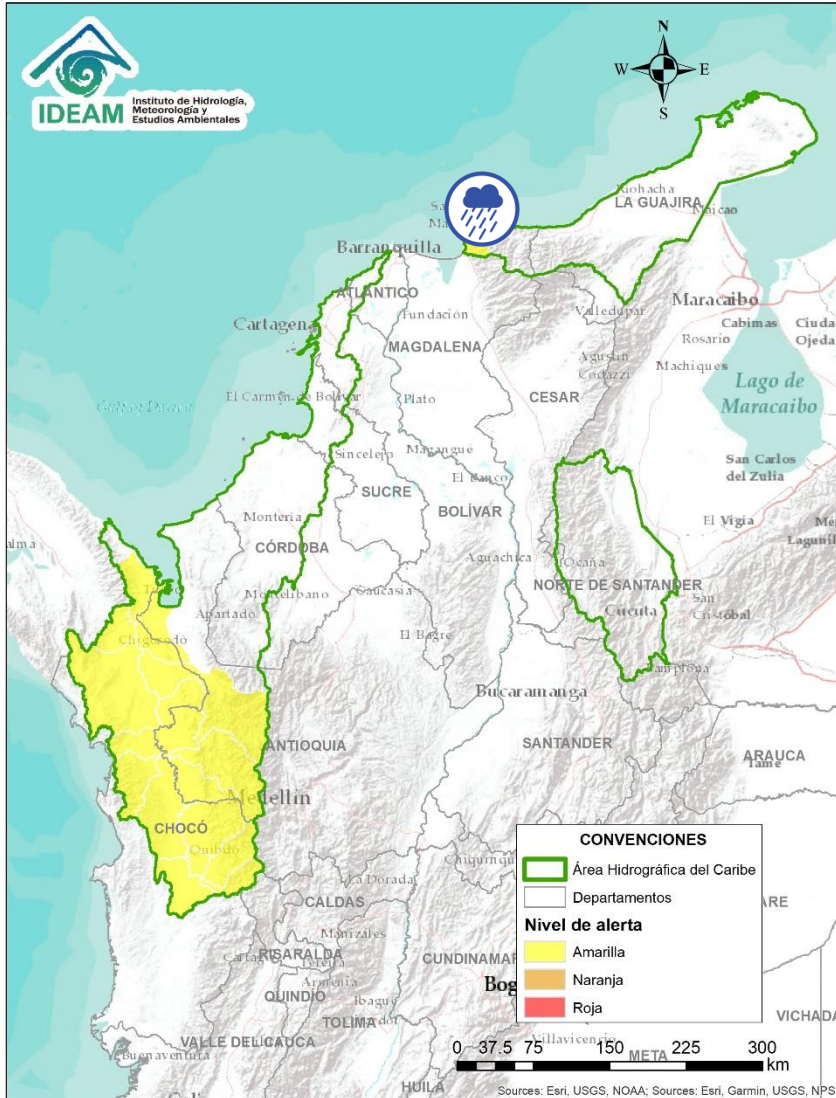 IDEAM
Instituto de Hidrología,
Meteorología y
Estudios Ambientales
N
W
E
S
Riohacha
LA GUAJIRA
Maicao
Barranquilla
ATLÁNTICO
Cartagena
Fundación
MAGDALENA
Valledupar
Maracaibo
Cabimas
Ciudad
Ojeda
Rosario
Machiques
Agustín
Codazzi
CESAR
Lago de
Maracaibo
El Carmen de Bolívar
Plato
Sincelejo
Magangue
SUCRE
El Banco
BOLÍVAR
San Carlos
del Zulia
El Vigía
Montería
CÓRDOBA
Aguachica
Ocaña
NORTE DE SANTANDER
Cúcuta
San
Cristóbal
Montelibano
Caucasia
Apartado
El Bagre
Chigorodó
Pamplona
Bucaramanga
ANTIOQUIA
SANTANDER
ARAUCA
Tame
Medellín
CHOCÓ
Quibdó
La Dorada
CALDAS
Manizales
RISARALDA
Pereira
Armenia
QUINDÍO
Ibague
TOLIMA
CUNDINAMAR
Bog
VICHADA
Villavicencio
META
VALLE DEL CAUCA
Buenaventura
HUILA
CONVENCIONES
Área Hidrográfica del Caribe
Departamentos
Nivel de alerta
Amarilla
Naranja
Roja
0 37.5 75 150 225 300
km
Sources: Esri, USGS, NOAA; Sources: Esri, Garmin, USGS, NPS